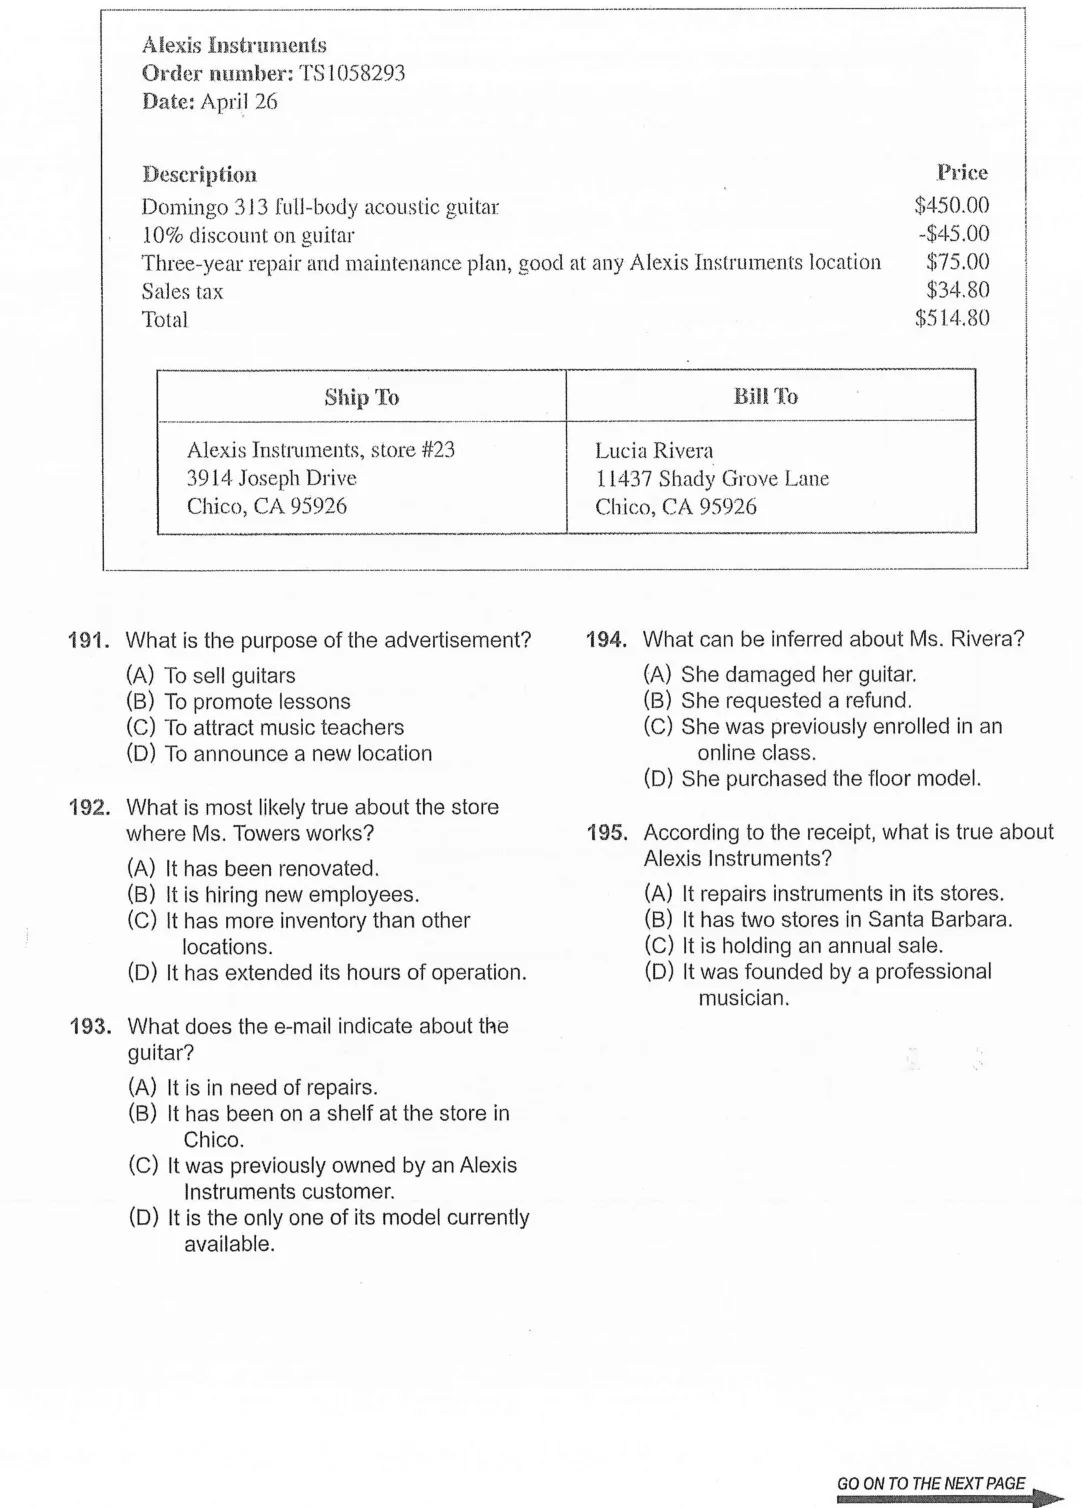 Alexis Instruments
Order number: TS1058293
Date: April 26
Description Price
Domingo 313 full-body acoustic guitar $450.00
10% discount on guitar -$45.00
Three-year repair and maintenance plan, good at any Alexis Instruments location $75.00
Sales tax $34.80
Total $514.80
Ship To Bill To
Alexis Instruments, store #23 Lucia Rivera
3914 Joseph Drive 11437 Shady Grove Lane
Chico, CA 95926 Chico, CA 95926
191. What is the purpose of the advertisement?
(A) To sell guitars
(B) To promote lessons
(C) To attract music teachers
(D) To announce a new location
192. What is most likely true about the store
where Ms. Towers works?
(A) It has been renovated.
(B) It is hiring new employees.
(C) It has more inventory than other
locations.
(D) It has extended its hours of operation.
193. What does the e-mail indicate about the
guitar?
(A) It is in need of repairs.
(B) It has been on a shelf at the store in
Chico.
(C) It was previously owned by an Alexis
Instruments customer.
(D) It is the only one of its model currently
available.
194. What can be inferred about Ms. Rivera?
(A) She damaged her guitar.
(B) She requested a refund.
(C) She was previously enrolled in an
online class.
(D) She purchased the floor model.
195. According to the receipt, what is true about
Alexis Instruments?
(A) It repairs instruments in its stores.
(B) It has two stores in Santa Barbara.
(C) It is holding an annual sale.
(D) It was founded by a professional
musician.
GO ON TO THE NEXT PAGE